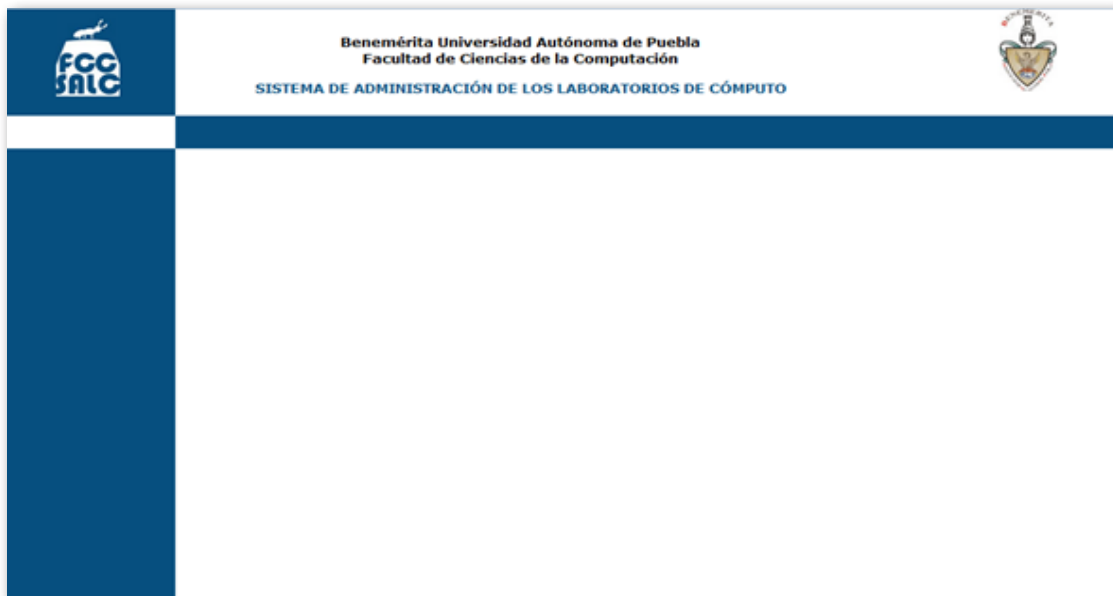 FCC
SALC
Benemérita Universidad Autónoma de Puebla
Facultad de Ciencias de la Computación
SISTEMA DE ADMINISTRACIÓN DE LOS LABORATORIOS DE CÓMPUTO
BENEMERITA